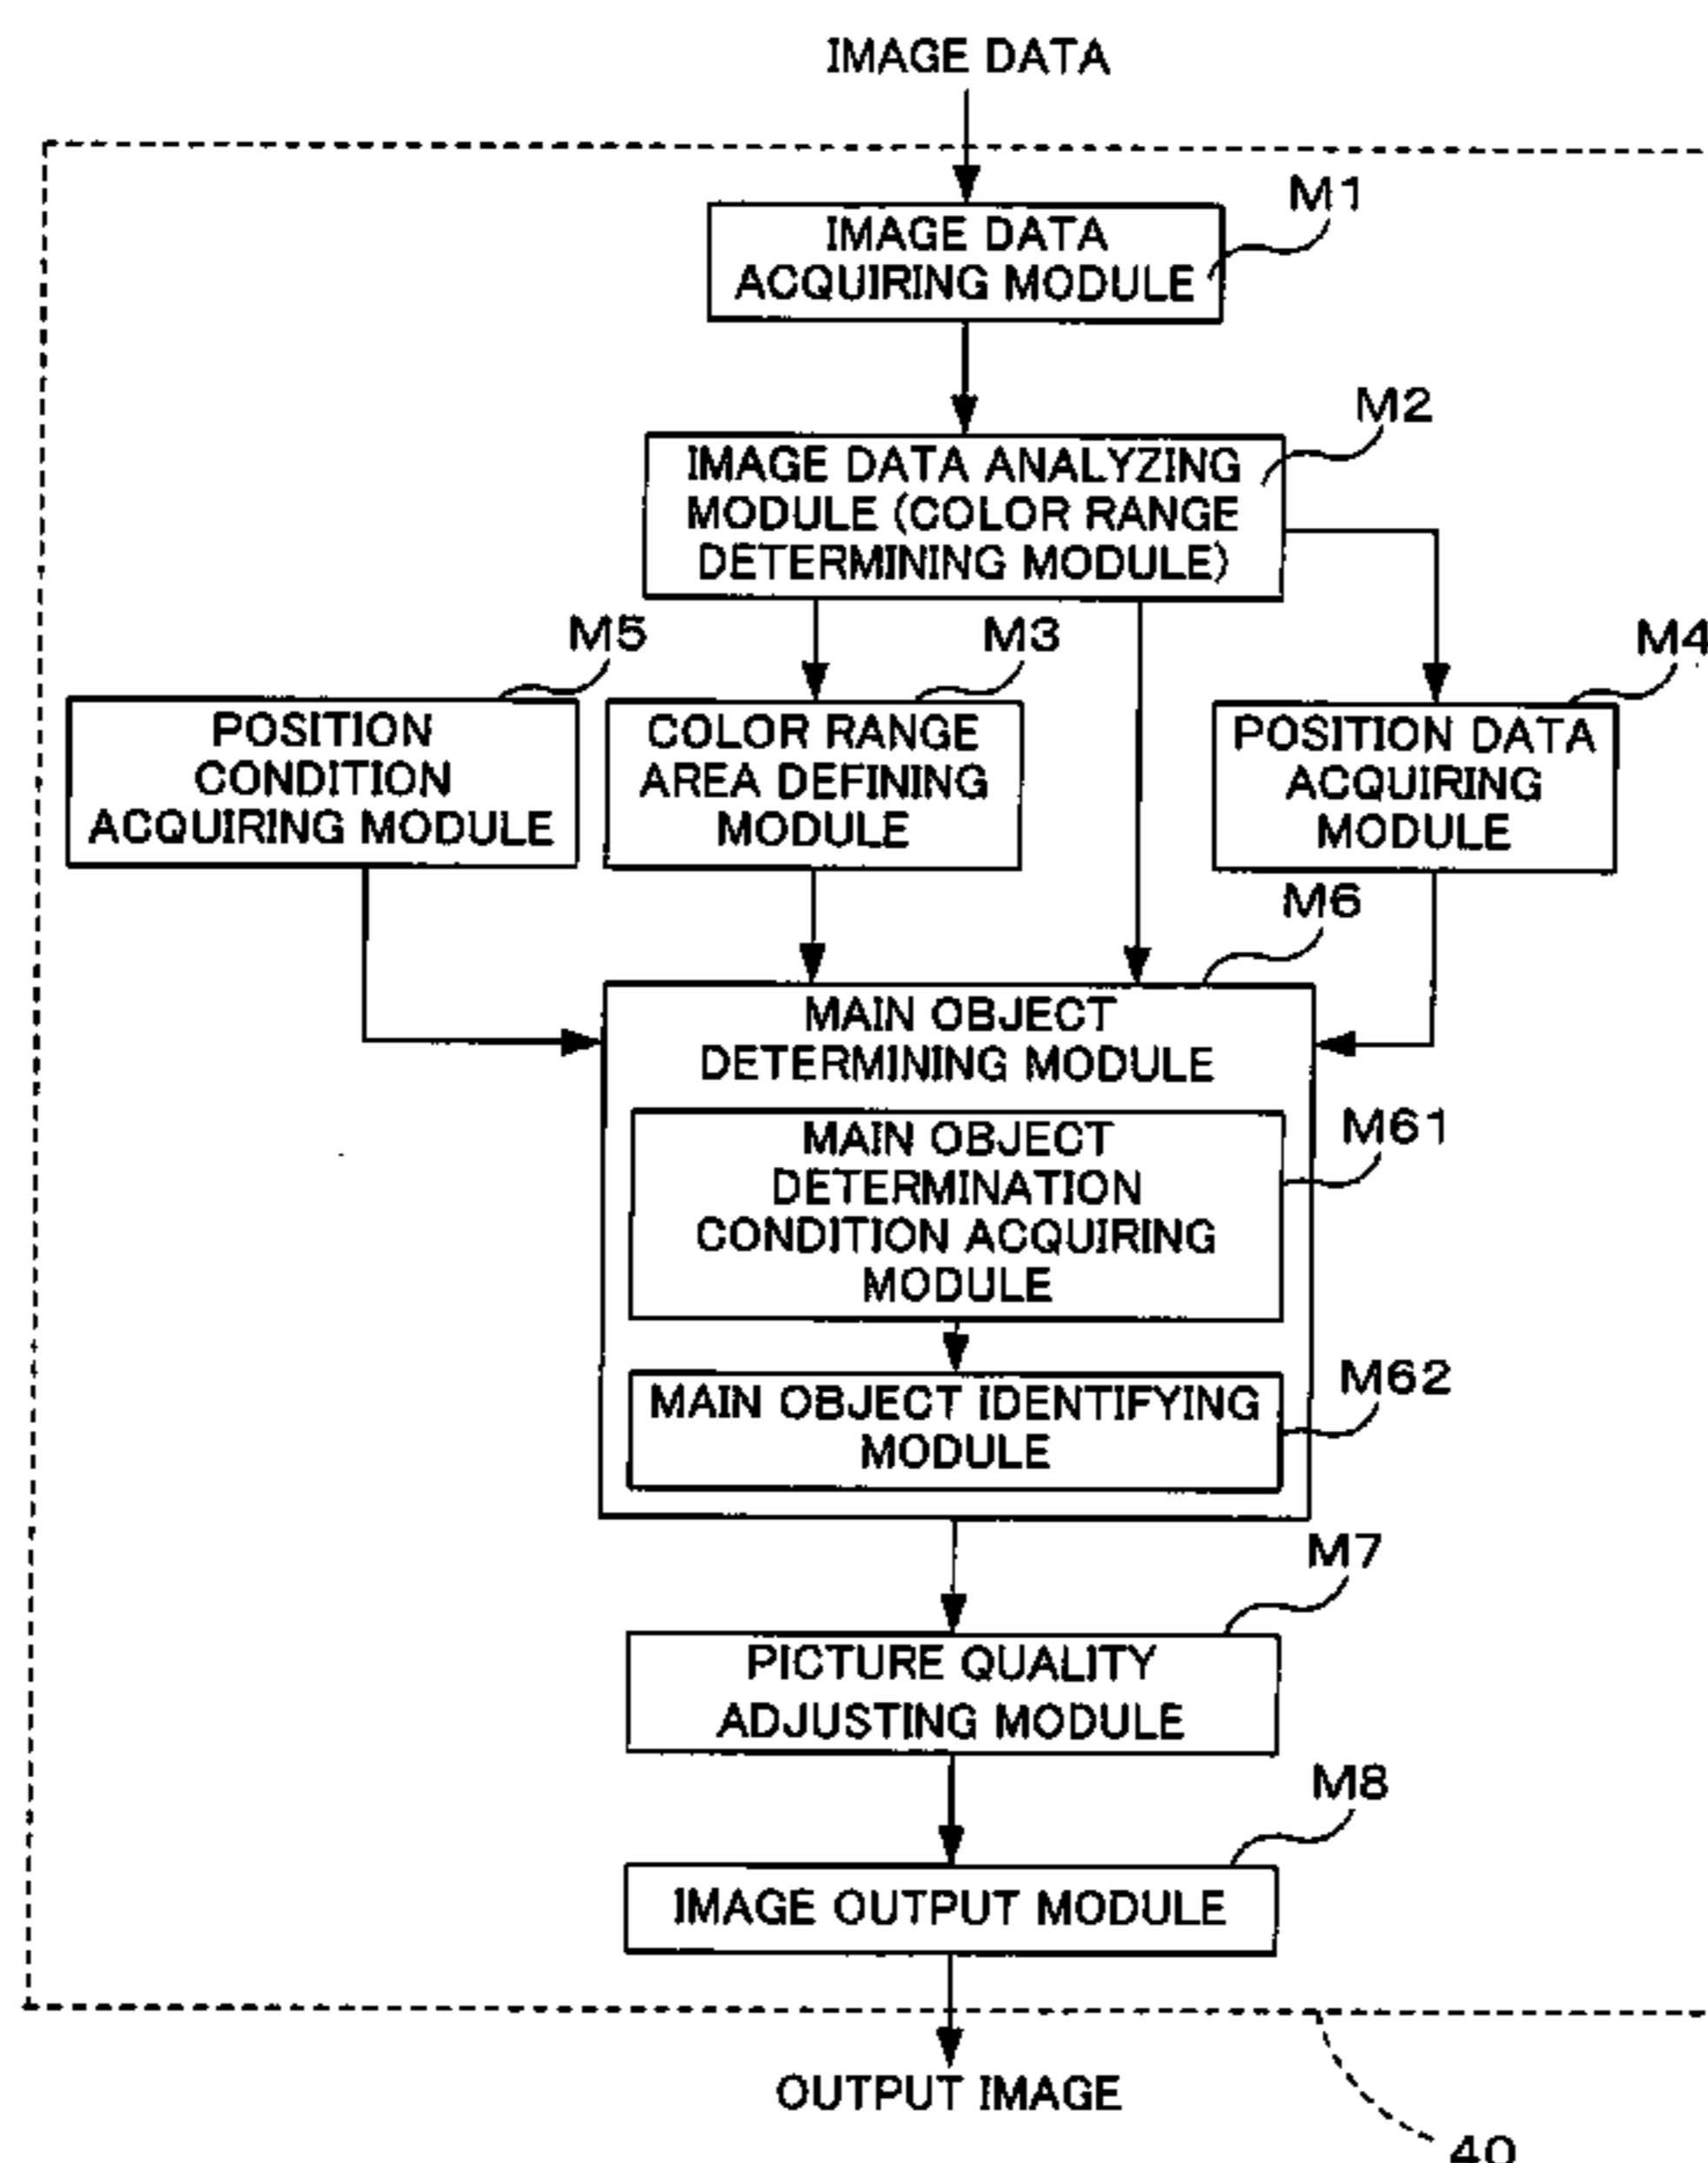 IMAGE DATA
M1
IMAGE DATA
ACQUIRING MODULE
M2
IMAGE DATA ANALYZING
MODULE (COLOR RANGE
DETERMINING MODULE)
M5
POSITION
CONDITION
ACQUIRING MODULE
M3
COLOR RANGE
AREA DEFINING
MODULE
M4
POSITION DATA
ACQUIRING
MODULE
M6
MAIN OBJECT
DETERMINING MODULE
M61
MAIN OBJECT
DETERMINATION
CONDITION ACQUIRING
MODULE
M62
MAIN OBJECT IDENTIFYING
MODULE
M7
PICTURE QUALITY
ADJUSTING MODULE
M8
IMAGE OUTPUT MODULE
OUTPUT IMAGE
40